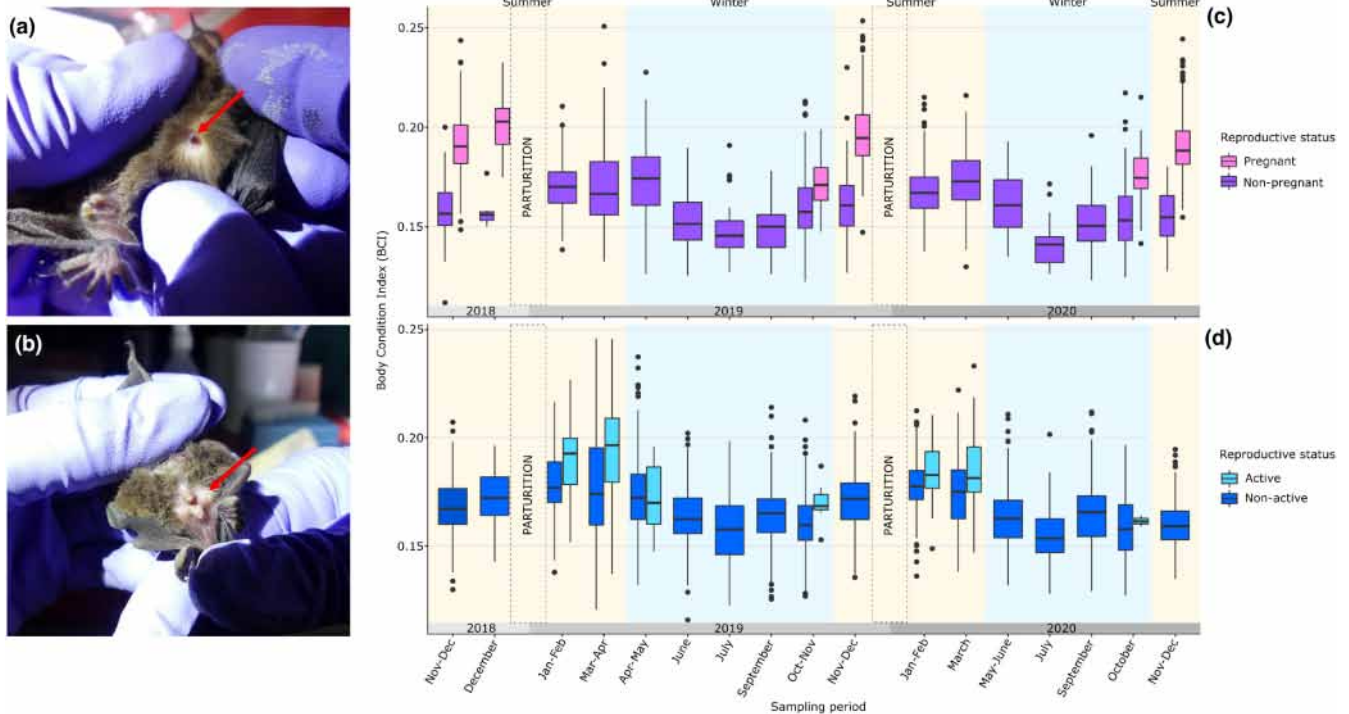 Summer
Winter
Summer
Winter
Summer
(a)
(c)
0.25
0.20
0.15
PARTURITION
PARTURITION
Reproductive status
Pregnant
Non-pregnant
2018
2019
2020
Body Condition Index (BCI)
(b)
(d)
0.25
0.20
0.15
PARTURITION
PARTURITION
Reproductive status
Active
Non-active
2018
2019
2020
Nov-Dec
December
Jan-Feb
Mar-Apr
Apr-May
June
July
September
Oct-Nov
Nov-Dec
Jan-Feb
March
May-June
July
September
October
Nov-Dec
Sampling period